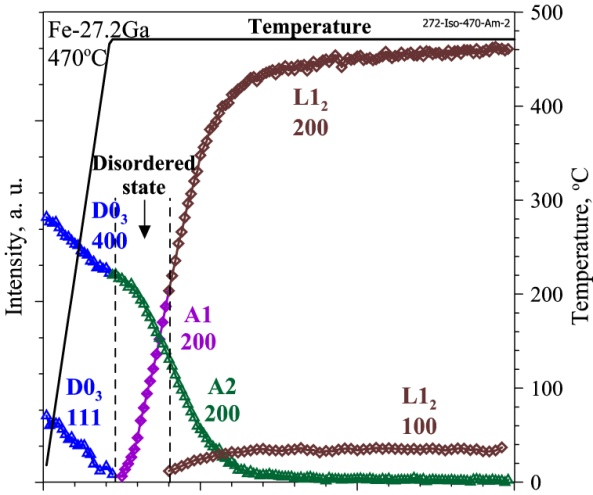 Fe-27.2Ga
470ºC
Temperature
272-Iso-470-Am-2
500
400
300
200
100
0
Intensity, a. u.
Temperature, ºC
L1₂
200
Disordered
state
D0₃
400
A1
200
D0₃
111
A2
200
L1₂
100